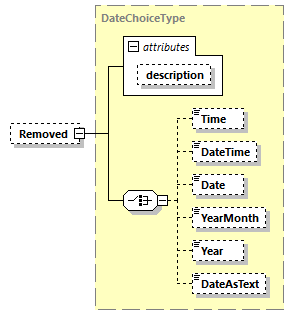 DateChoiceType
attributes
description
Removed
Time
DateTime
Date
YearMonth
Year
DateAsText